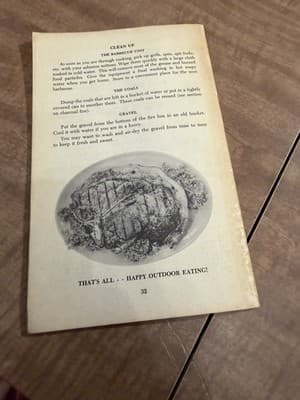 CLEAN UP
THE BARBECUE UNIT
As soon as you are through cooking, pick up grills, spits, spit forks,
etc. with your asbestos mittens. Wipe them quickly with a large cloth
soaked in cold water. This will remove most of the grease and burned
food particles. Give the equipment a final washing in hot soapy
water when you get home. Store in a convenient place for the next
barbecue.
THE COALS
Dump the coals that are left in a bucket of water or put in a tightly
covered can to smother them. These coals can be reused (see section
on charcoal fire).
GRAVEL
Put the gravel from the bottom of the fire box in an old bucket.
Cool it with water if you are in a hurry.
You may want to wash and air-dry the gravel from time to time
to keep it fresh and sweet.
THAT'S ALL . . HAPPY OUTDOOR EATING!
32